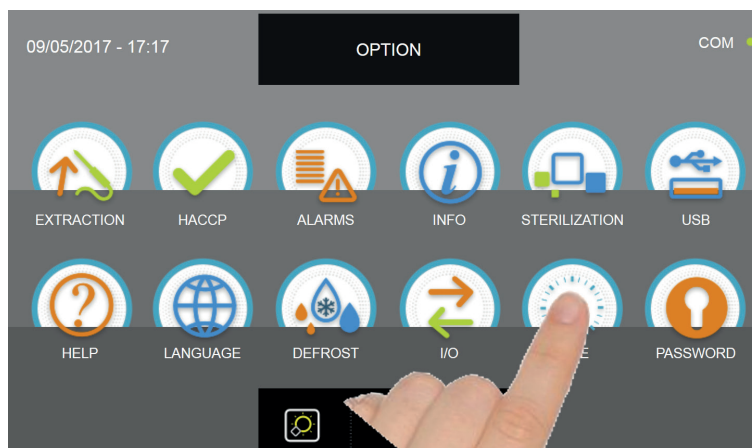 09/05/2017 - 17:17
OPTION
COM
EXTRACTION
HACCP
ALARMS
INFO
STERILIZATION
USB
HELP
LANGUAGE
DEFROST
I/O
PASSWORD